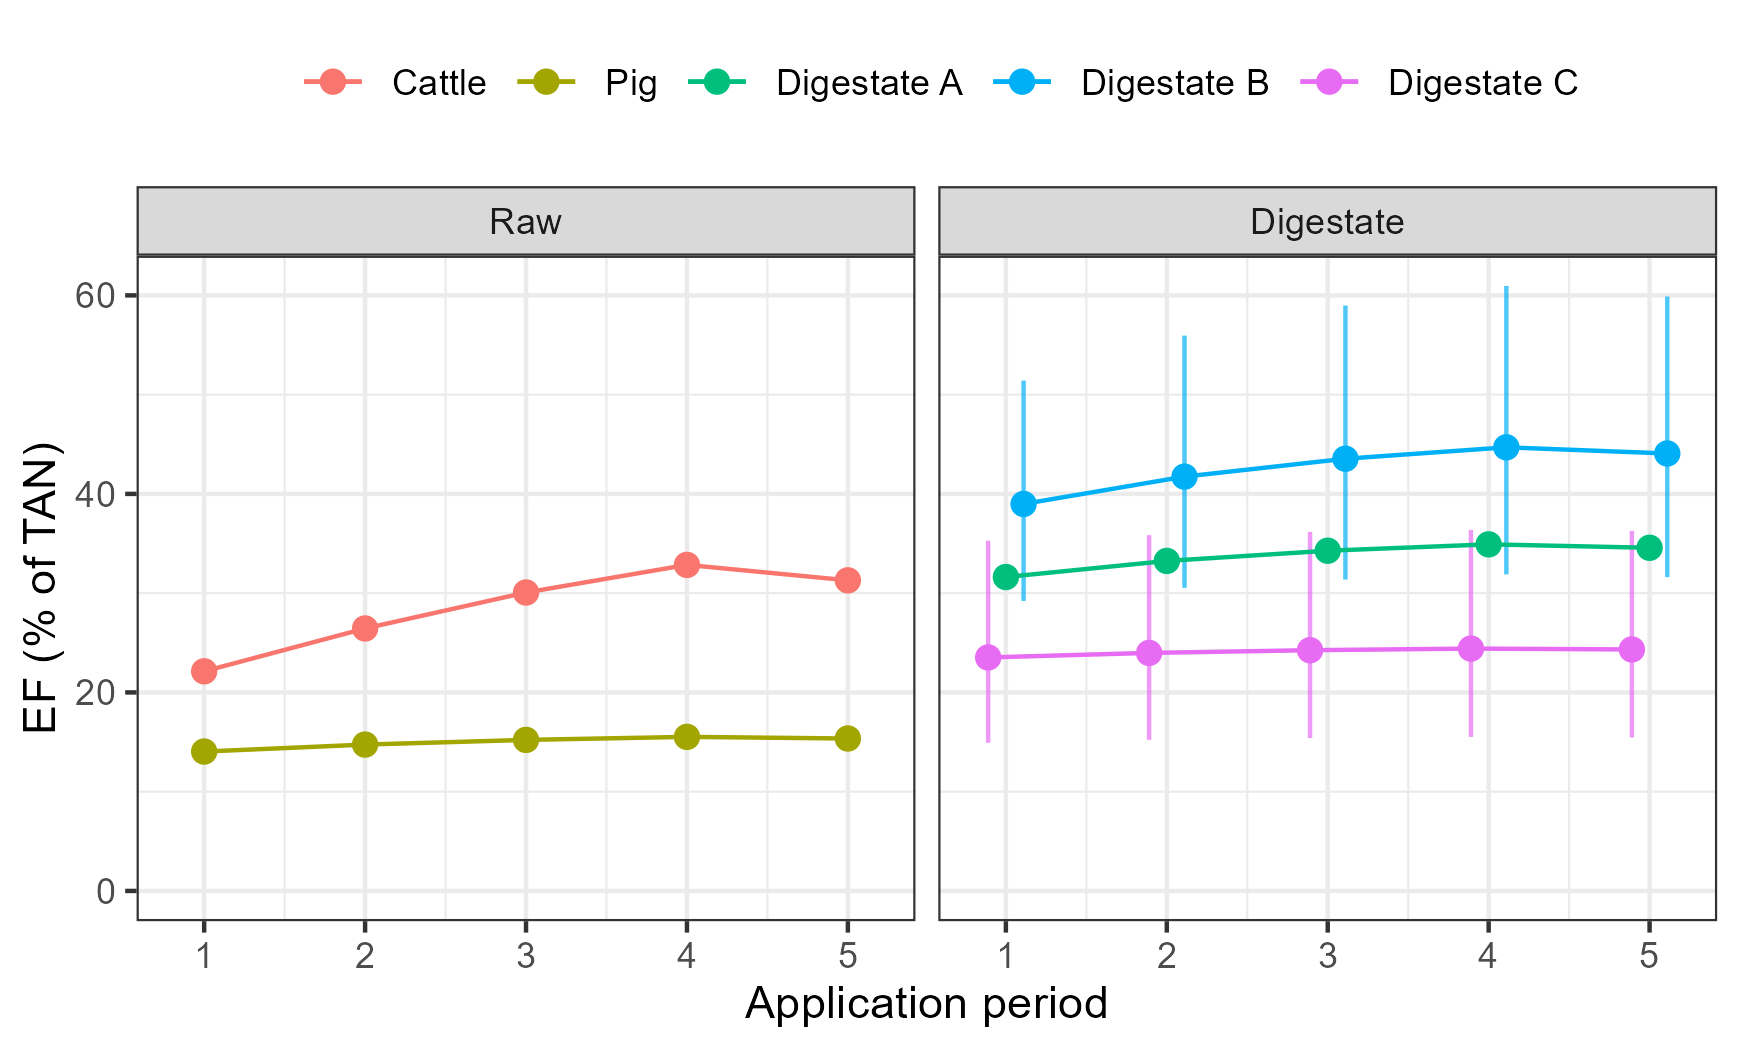 Cattle Pig Digestate A Digestate B Digestate C
Raw Digestate
60
40
20
0
EF (% of TAN)
1 2 3 4 5 1 2 3 4 5
Application period